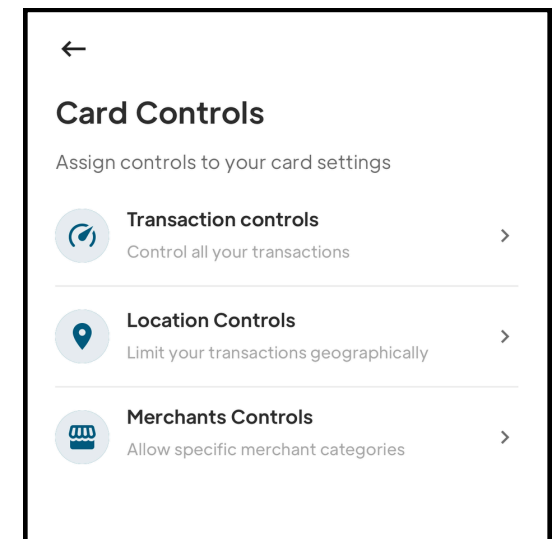 Card Controls
Assign controls to your card settings
Transaction controls
Control all your transactions
Location Controls
Limit your transactions geographically
Merchants Controls
Allow specific merchant categories